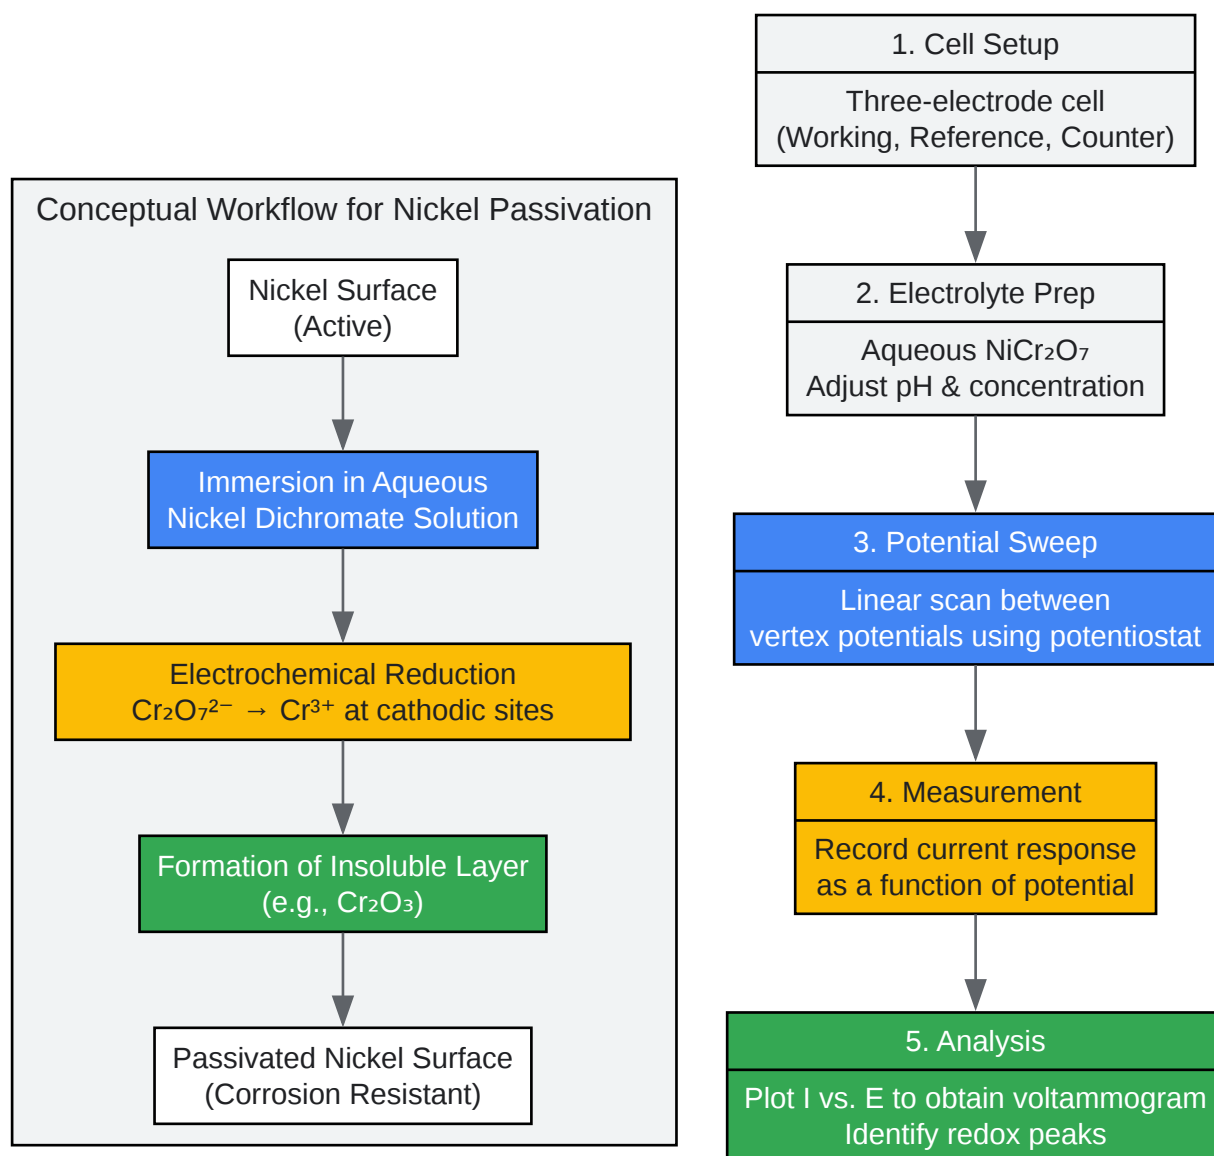 Conceptual Workflow for Nickel Passivation
Nickel Surface
(Active)
Immersion in Aqueous
Nickel Dichromate Solution
Electrochemical Reduction
Cr₂O₇²⁻ → Cr³⁺ at cathodic sites
Formation of Insoluble Layer
(e.g., Cr₂O₃)
Passivated Nickel Surface
(Corrosion Resistant)
1. Cell Setup
Three-electrode cell
(Working, Reference, Counter)
2. Electrolyte Prep
Aqueous NiCr₂O₇
Adjust pH & concentration
3. Potential Sweep
Linear scan between
vertex potentials using potentiostat
4. Measurement
Record current response
as a function of potential
5. Analysis
Plot I vs. E to obtain voltammogram
Identify redox peaks